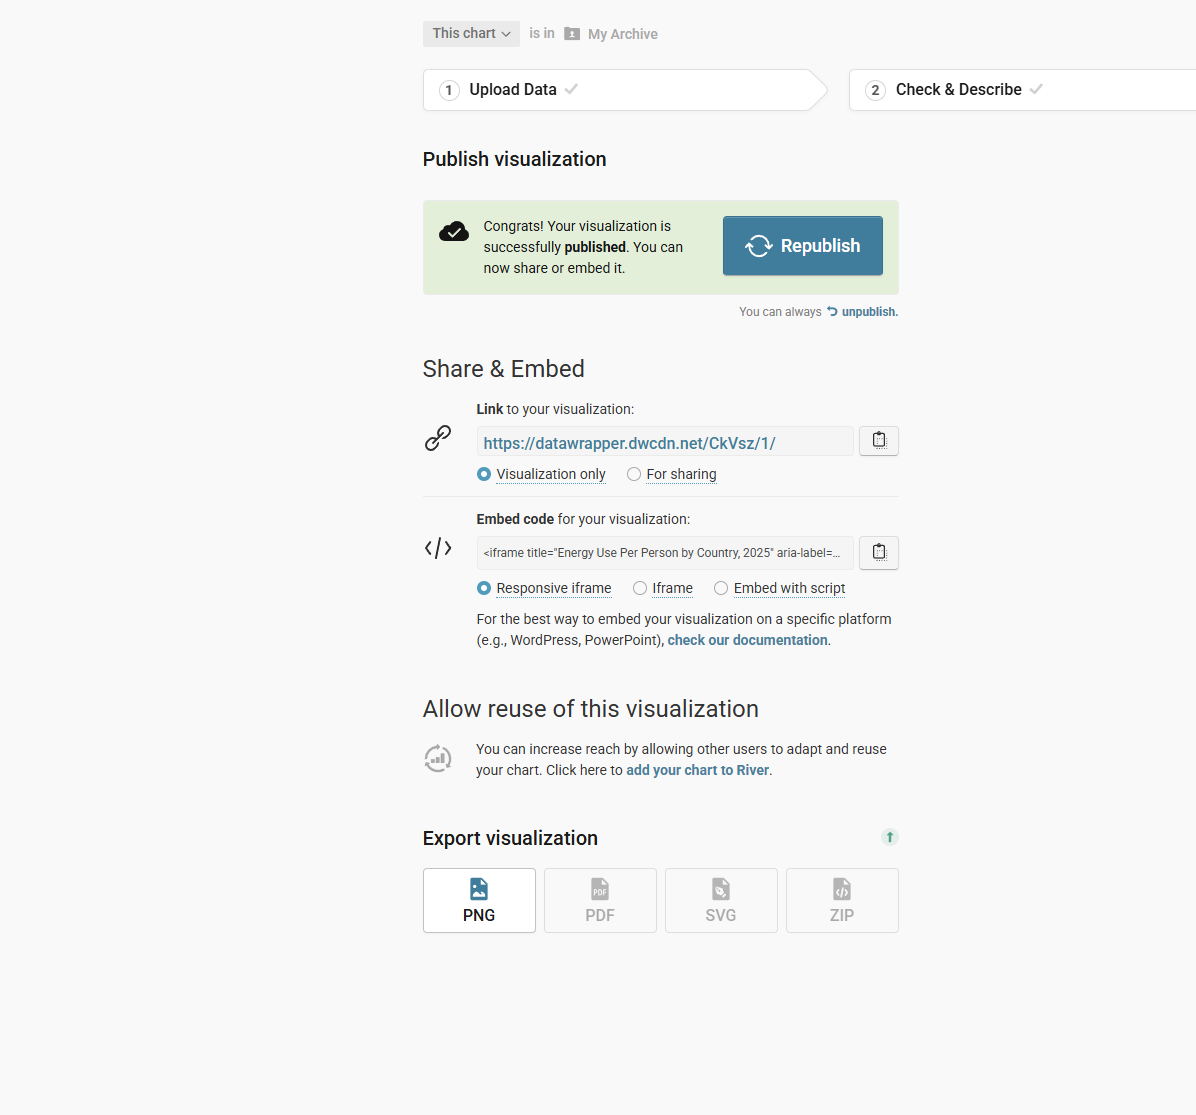 This chart is in My Archive
1 Upload Data
2 Check & Describe
Publish visualization
Congrats! Your visualization is
successfully published. You can
now share or embed it.
Republish
You can always unpublish.
Share & Embed
Link to your visualization:
https://datawrapper.dwcdn.net/CkVsz/1/
Visualization only For sharing
Embed code for your visualization:
<iframe title="Energy Use Per Person by Country, 2025" aria-label=...
Responsive iframe Iframe Embed with script
For the best way to embed your visualization on a specific platform
(e.g., WordPress, PowerPoint), check our documentation.
Allow reuse of this visualization
You can increase reach by allowing other users to adapt and reuse
your chart. Click here to add your chart to River.
Export visualization
PNG
PDF
PDF
SVG
ZIP